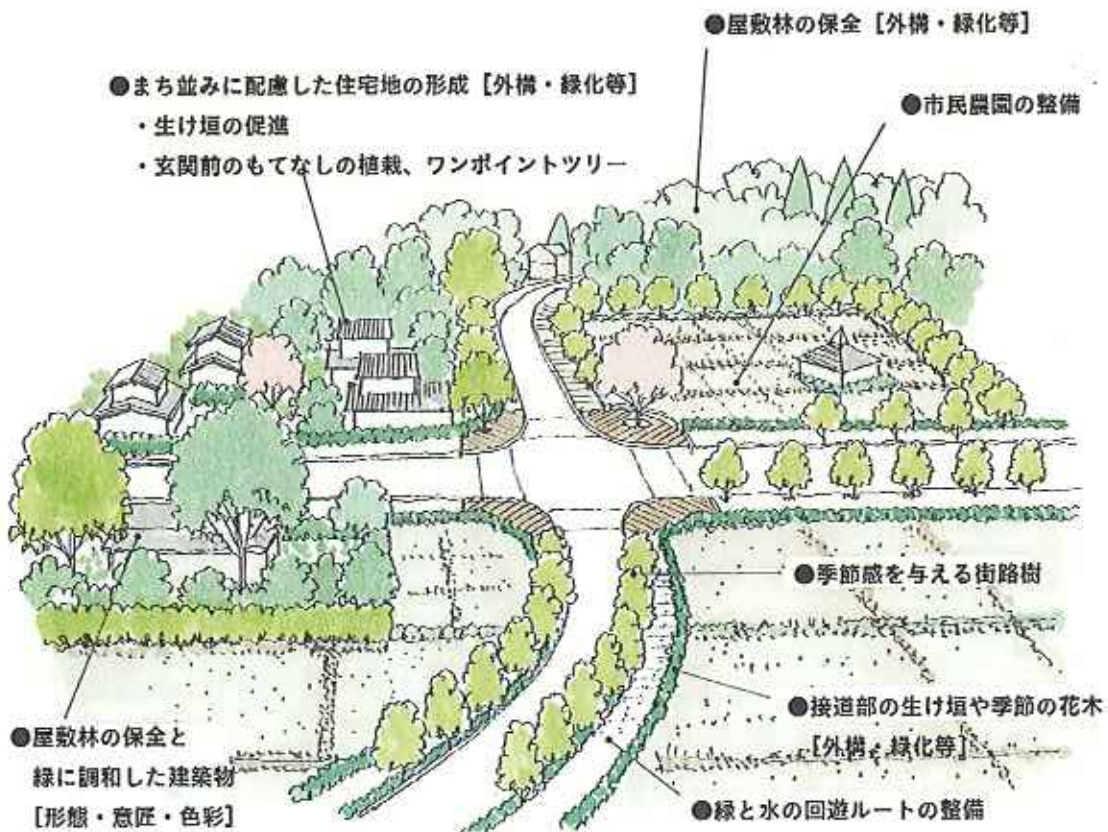 ●屋敷林の保全［外構・緑化等］
●まち並みに配慮した住宅地の形成［外構・緑化等］
・生け垣の促進
・玄関前のもてなしの植栽、ワンポイントツリー
●市民農園の整備
●季節感を与える街路樹
●接道部の生け垣や季節の花木
［外構・緑化等］
●緑と水の回遊ルートの整備
●屋敷林の保全と
緑に調和した建築物
［形態・意匠・色彩］